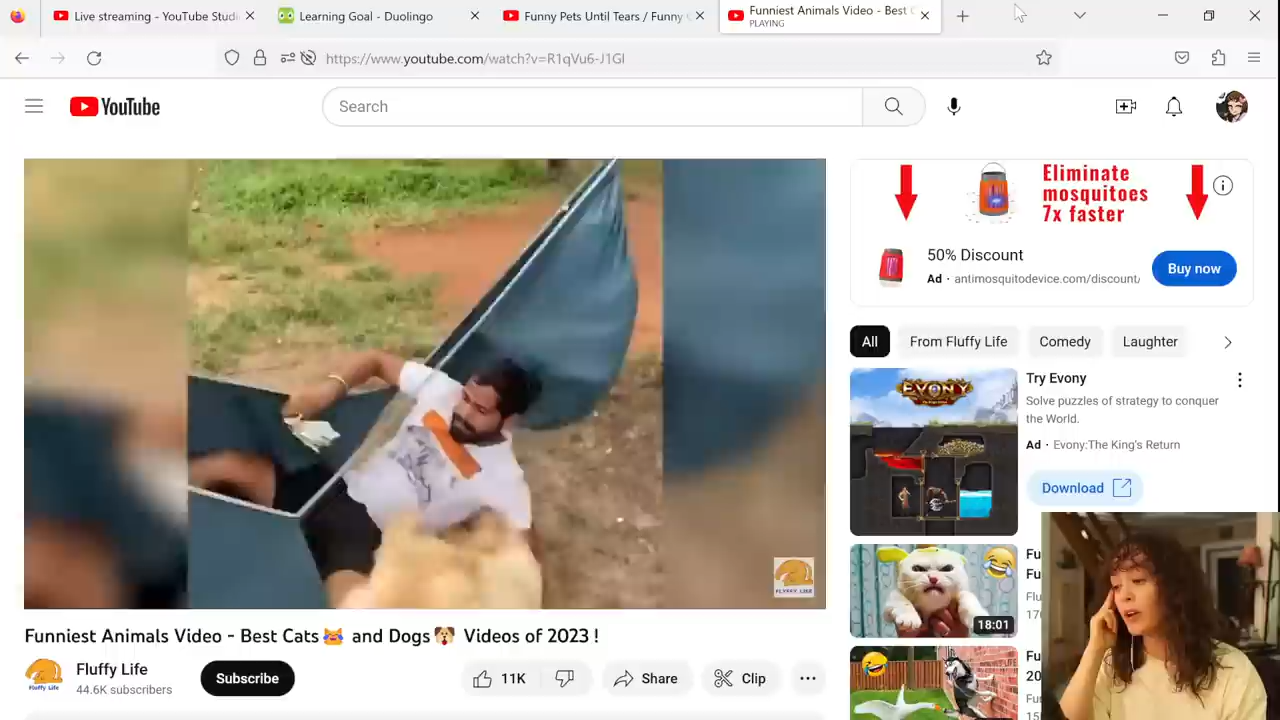 Live streaming - YouTube Studi
Learning Goal - Duolingo
Funny Pets Until Tears / Funny
Funniest Animals Video - Best C
PLAYING
https://www.youtube.com/watch?v=R1qVu6-J1GI
YouTube
Search
Eliminate
mosquitoes
7x faster
50% Discount
Ad · antimosquitodevice.com/discount/
Buy now
All
From Fluffy Life
Comedy
Laughter
Try Evony
Solve puzzles of strategy to conquer
the World.
Ad · Evony:The King's Return
Download
EVONY
18:01
FLYFFY LIFE
Funniest Animals Video - Best Cats😹 and Dogs🐶 Videos of 2023 !
Fluffy Life
44.6K subscribers
Subscribe
11K
Share
Clip
Fluffy Life